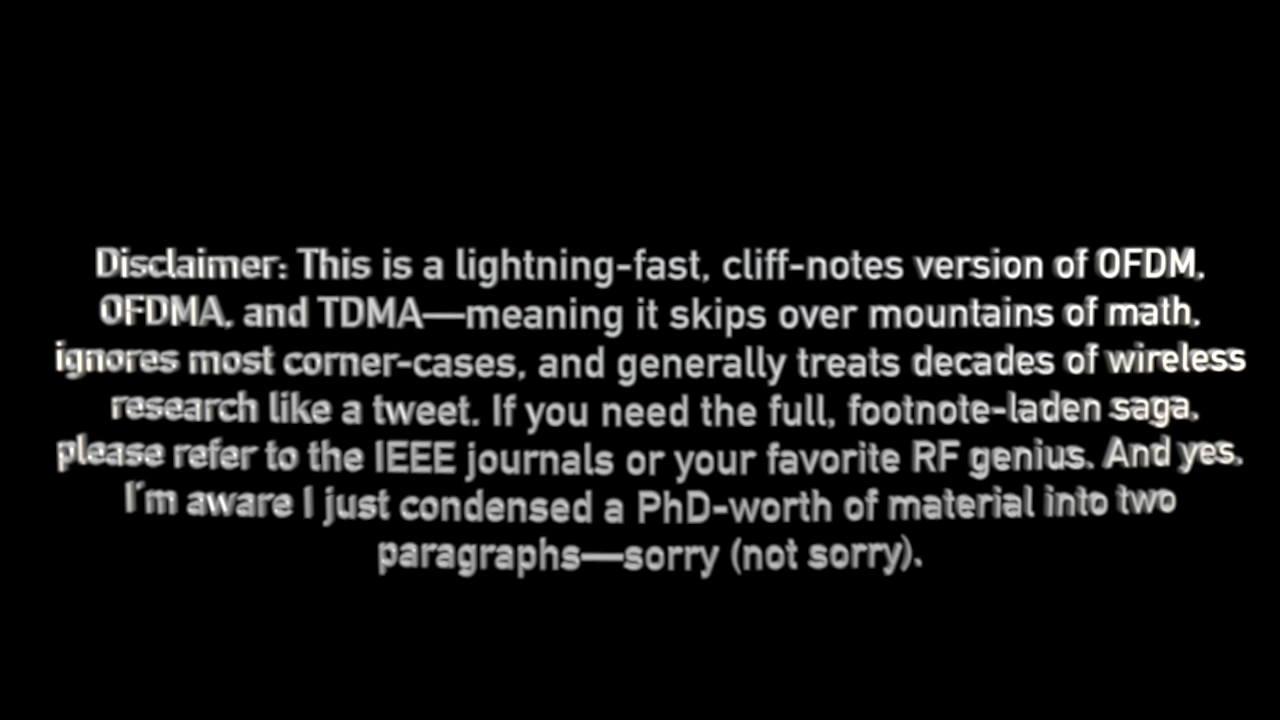 Disclaimer: This is a lightning-fast, cliff-notes version of OFDM,
OFDMA, and TDMA—meaning it skips over mountains of math,
ignores most corner-cases, and generally treats decades of wireless
research like a tweet. If you need the full, footnote-laden saga,
please refer to the IEEE journals or your favorite RF genius. And yes,
I'm aware I just condensed a PhD-worth of material into two
paragraphs—sorry (not sorry).